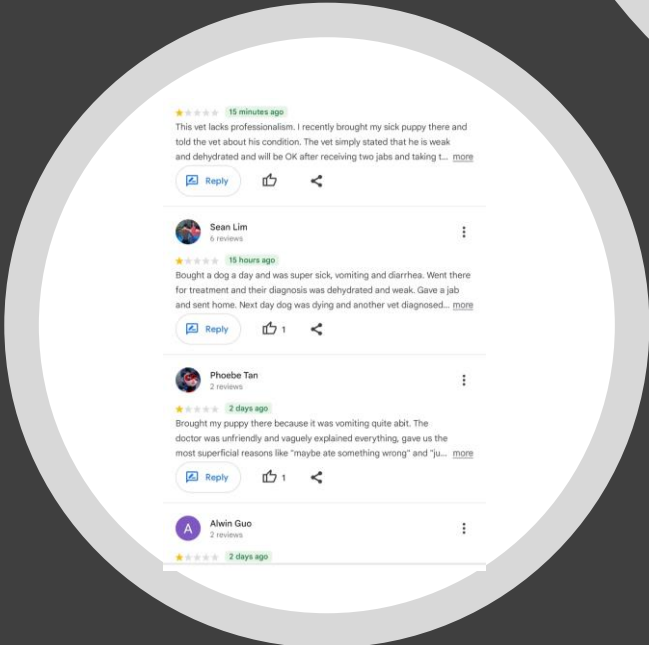 15 minutes ago
This vet lacks professionalism. I recently brought my sick puppy there and
told the vet about his condition. The vet simply stated that he is weak
and dehydrated and will be OK after receiving two jabs and taking t... more
Reply
Sean Lim
6 reviews
15 hours ago
Bought a dog a day and was super sick, vomiting and diarrhea. Went there
for treatment and their diagnosis was dehydrated and weak. Gave a jab
and sent home. Next day dog was dying and another vet diagnosed... more
Reply 1
Phoebe Tan
2 reviews
2 days ago
Brought my puppy there because it was vomiting quite abit. The
doctor was unfriendly and vaguely explained everything, gave us the
most superficial reasons like "maybe ate something wrong" and "ju... more
Reply 1
A Alwin Guo
2 reviews
2 days ago